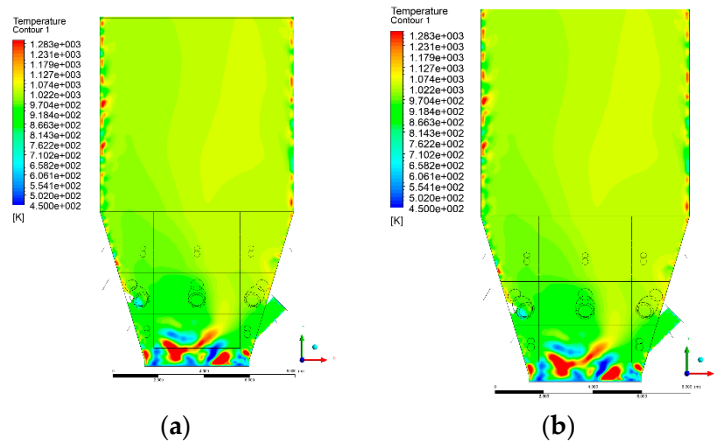 Temperature
Contour 1
1.283e+003
1.231e+003
1.179e+003
1.127e+003
1.074e+003
1.022e+003
9.704e+002
9.184e+002
8.663e+002
8.143e+002
7.622e+002
7.102e+002
6.582e+002
6.061e+002
5.541e+002
5.020e+002
4.500e+002
[K]
(a)
Temperature
Contour 1
1.283e+003
1.231e+003
1.179e+003
1.127e+003
1.074e+003
1.022e+003
9.704e+002
9.184e+002
8.663e+002
8.143e+002
7.622e+002
7.102e+002
6.582e+002
6.061e+002
5.541e+002
5.020e+002
4.500e+002
[K]
(b)